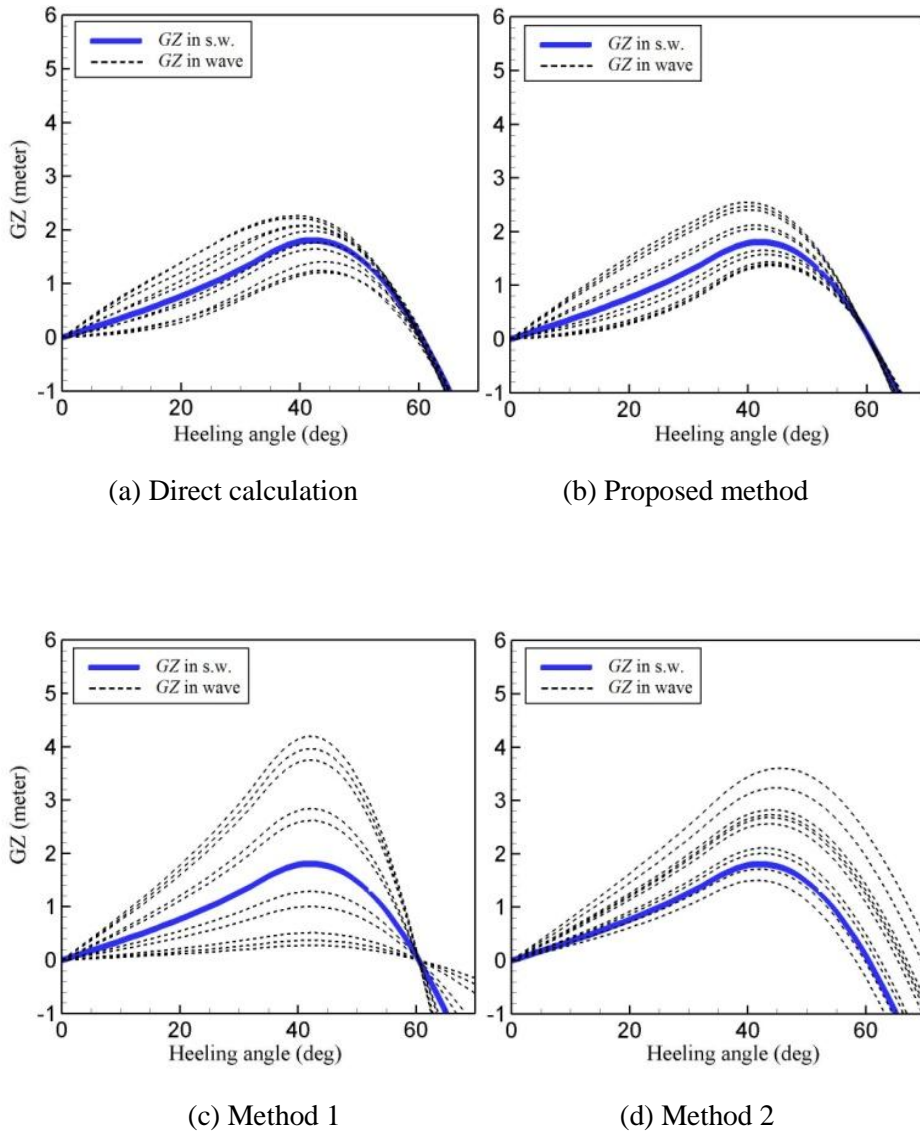 GZ in s.w.
GZ in wave
6
5
4
3
2
1
0
-1
GZ (meter)
0 20 40 60
Heeling angle (deg)
(a) Direct calculation
GZ in s.w.
GZ in wave
6
5
4
3
2
1
0
-1
0 20 40 60
Heeling angle (deg)
(b) Proposed method
GZ in s.w.
GZ in wave
6
5
4
3
2
1
0
-1
GZ (meter)
0 20 40 60
Heeling angle (deg)
(c) Method 1
GZ in s.w.
GZ in wave
6
5
4
3
2
1
0
-1
0 20 40 60
Heeling angle (deg)
(d) Method 2